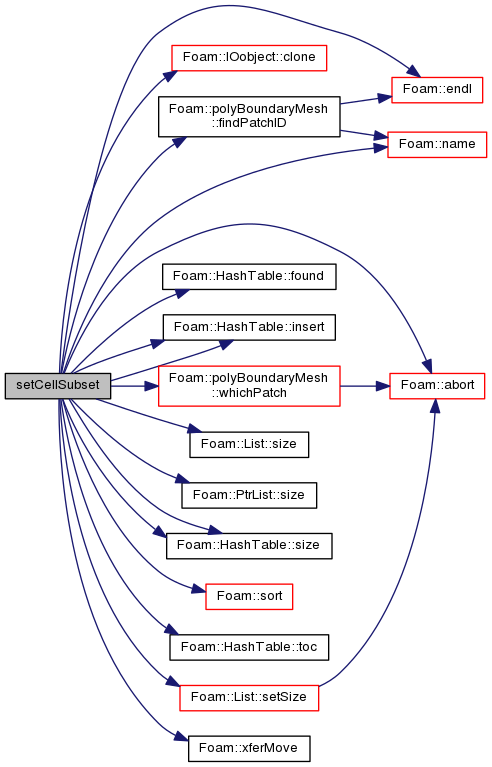 Foam::IOobject::clone
Foam::endl
Foam::polyBoundaryMesh
::findPatchID
Foam::name
Foam::HashTable::found
Foam::HashTable::insert
setCellSubset
Foam::polyBoundaryMesh
::whichPatch
Foam::abort
Foam::List::size
Foam::PtrList::size
Foam::HashTable::size
Foam::sort
Foam::HashTable::toc
Foam::List::setSize
Foam::xferMove